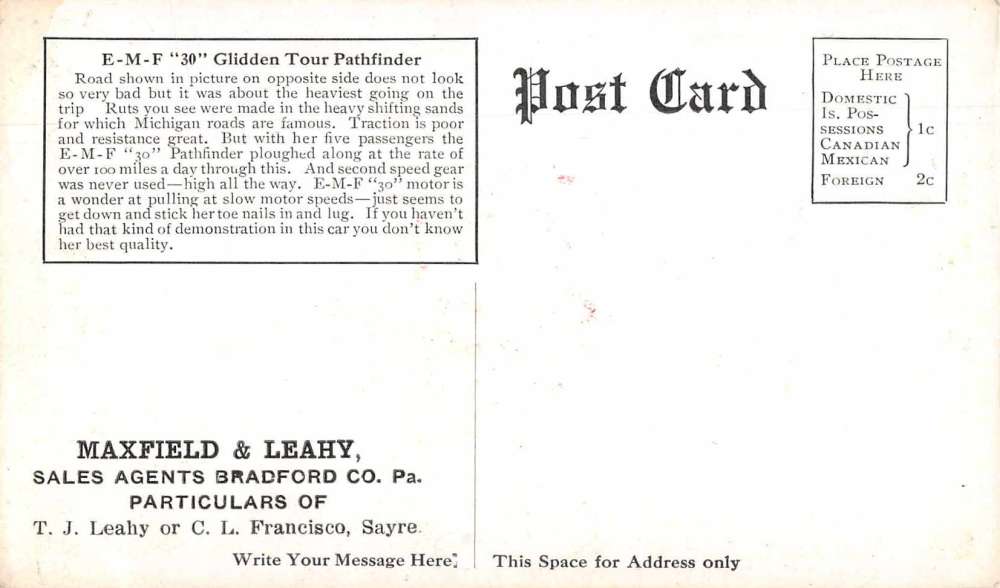 E-M-F "30" Glidden Tour Pathfinder
Road shown in picture on opposite side does not look
so very bad but it was about the heaviest going on the
trip Ruts you see were made in the heavy shifting sands
for which Michigan roads are famous. Traction is poor
and resistance great. But with her five passengers the
E-M-F "30" Pathfinder ploughed along at the rate of
over 100 miles a day through this. And second speed gear
was never used—high all the way. E-M-F "30" motor is
a wonder at pulling at slow motor speeds—just seems to
get down and stick her toe nails in and lug. If you haven't
had that kind of demonstration in this car you don't know
her best quality.
Post Card
PLACE POSTAGE
HERE
DOMESTIC
IS. POS-
SESSIONS 1C
CANADIAN
MEXICAN
FOREIGN 2C
MAXFIELD & LEAHY,
SALES AGENTS BRADFORD CO. Pa.
PARTICULARS OF
T. J. Leahy or C. L. Francisco, Sayre.
Write Your Message Here.
This Space for Address only